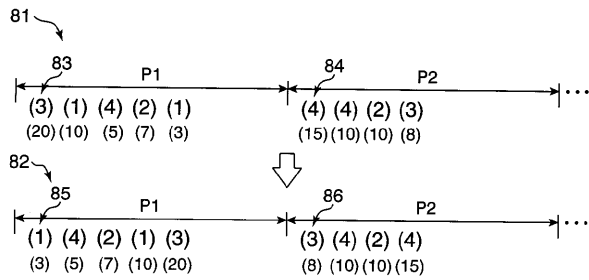 81
83 P1 84 P2
(3) (1) (4) (2) (1) (4) (4) (2) (3)
(20) (10) (5) (7) (3) (15) (10) (10) (8)
82
85 P1 86 P2
(1) (4) (2) (1) (3) (3) (4) (2) (4)
(3) (5) (7) (10) (20) (8) (10) (10) (15)